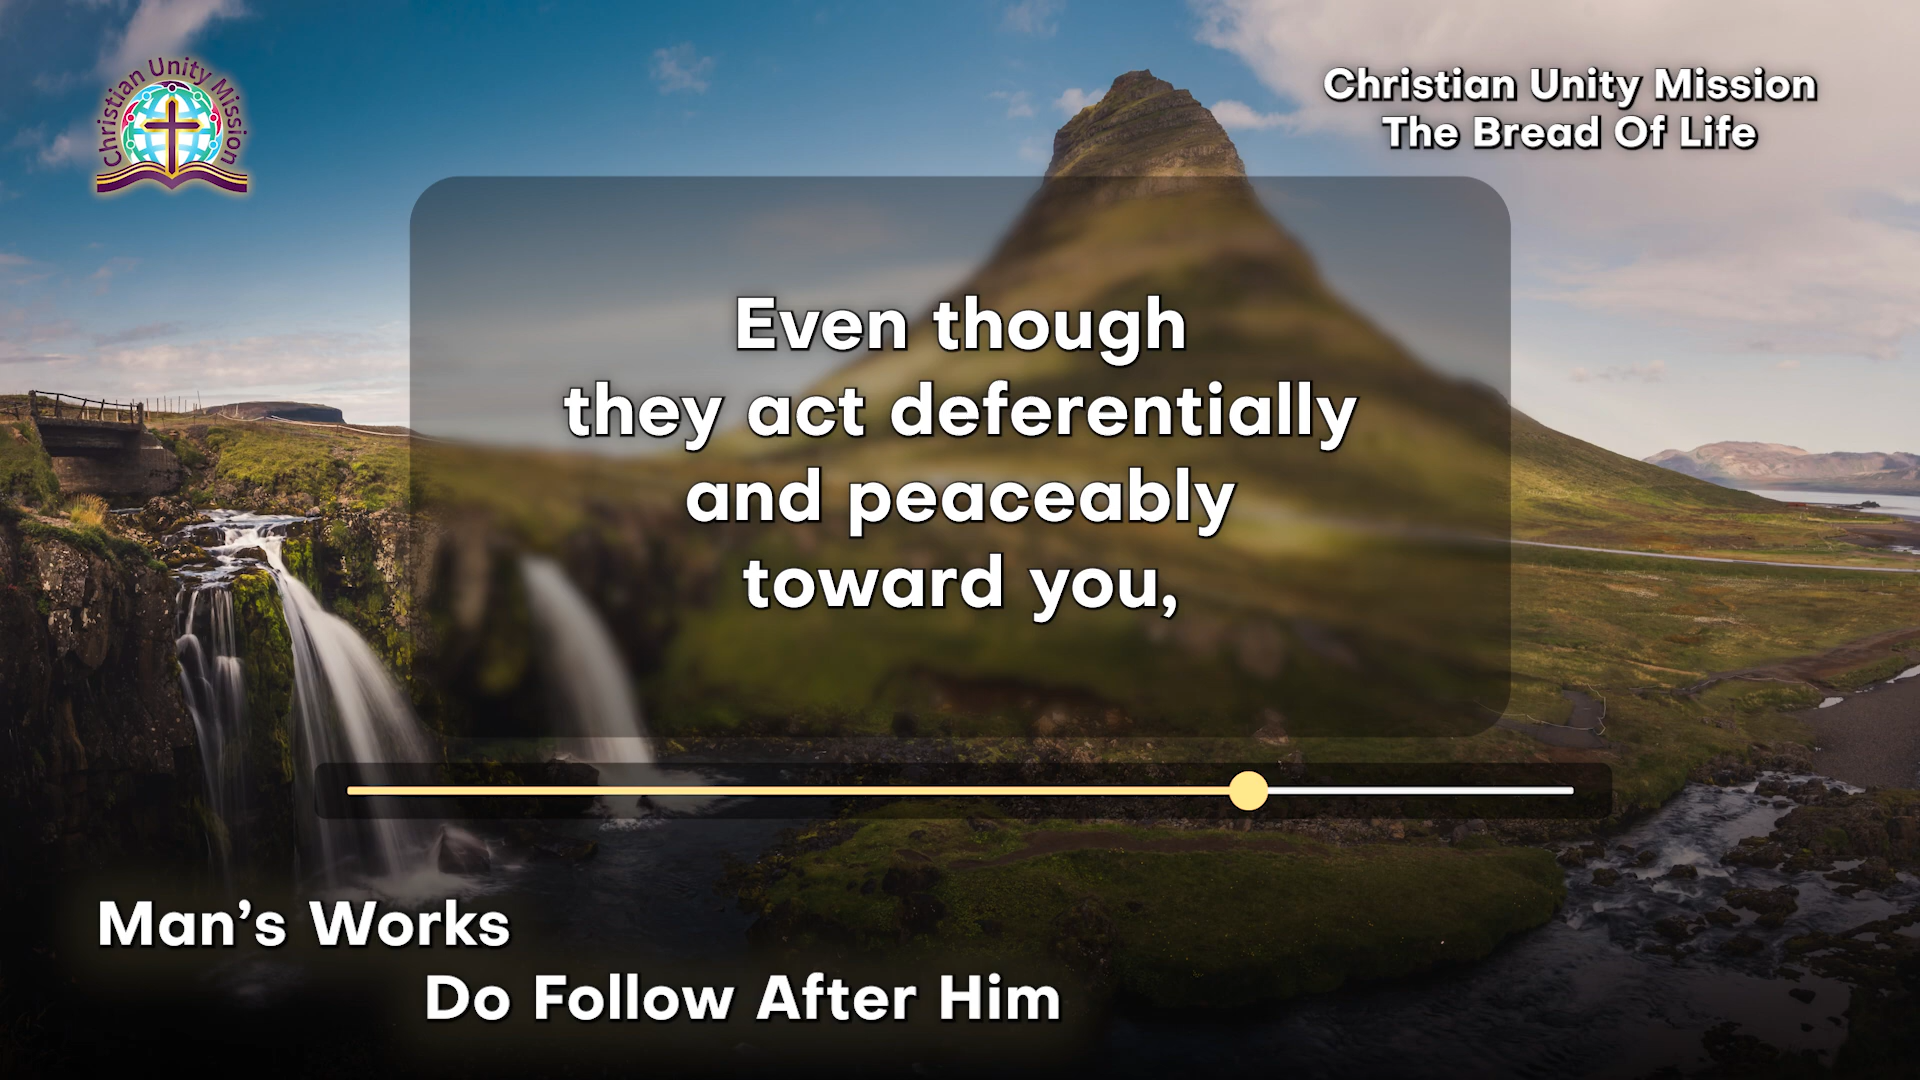 Christian Unity Mission
Christian Unity Mission
The Bread Of Life
Even though
they act deferentially
and peaceably
toward you,
Man’s Works
Do Follow After Him